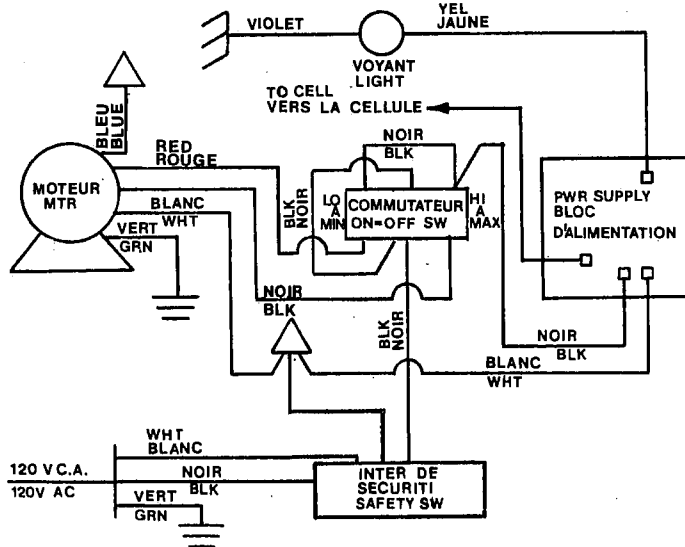 VIOLET
YEL
JAUNE
VOYANT
LIGHT
TO CELL
VERS LA CELLULE
BLEU
BLUE
RED
ROUGE
NOIR
BLK
MOTEUR
MTR
BLANC
WHT
VERT
GRN
BLK
NOIR
LO
A
MIN
COMMUTATEUR
ON=OFF SW
HI
A
MAX
PWR SUPPLY
BLOC
D'ALIMENTATION
NOIR
BLK
BLK
NOIR
NOIR
BLK
BLANC
WHT
WHT
BLANC
120 V C.A.
120V AC
NOIR
BLK
VERT
GRN
INTER DE
SECURITI
SAFETY SW